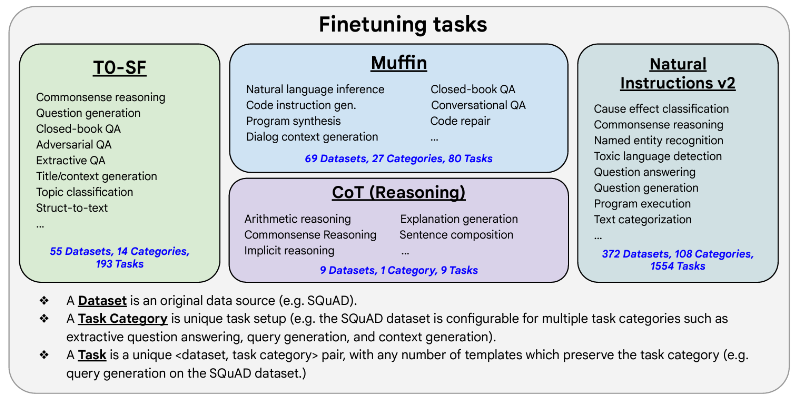 Finetuning tasks
T0-SF
Commonsense reasoning
Question generation
Closed-book QA
Adversarial QA
Extractive QA
Title/context generation
Topic classification
Struct-to-text
...
55 Datasets, 14 Categories,
193 Tasks
Muffin
Natural language inference
Code instruction gen.
Program synthesis
Dialog context generation
Closed-book QA
Conversational QA
Code repair
...
69 Datasets, 27 Categories, 80 Tasks
CoT (Reasoning)
Arithmetic reasoning
Commonsense Reasoning
Implicit reasoning
Explanation generation
Sentence composition
...
9 Datasets, 1 Category, 9 Tasks
Natural
Instructions v2
Cause effect classification
Commonsense reasoning
Named entity recognition
Toxic language detection
Question answering
Question generation
Program execution
Text categorization
...
372 Datasets, 108 Categories,
1554 Tasks
❖ A Dataset is an original data source (e.g. SQuAD).
❖ A Task Category is unique task setup (e.g. the SQuAD dataset is configurable for multiple task categories such as
extractive question answering, query generation, and context generation).
❖ A Task is a unique <dataset, task category> pair, with any number of templates which preserve the task category (e.g.
query generation on the SQuAD dataset.)